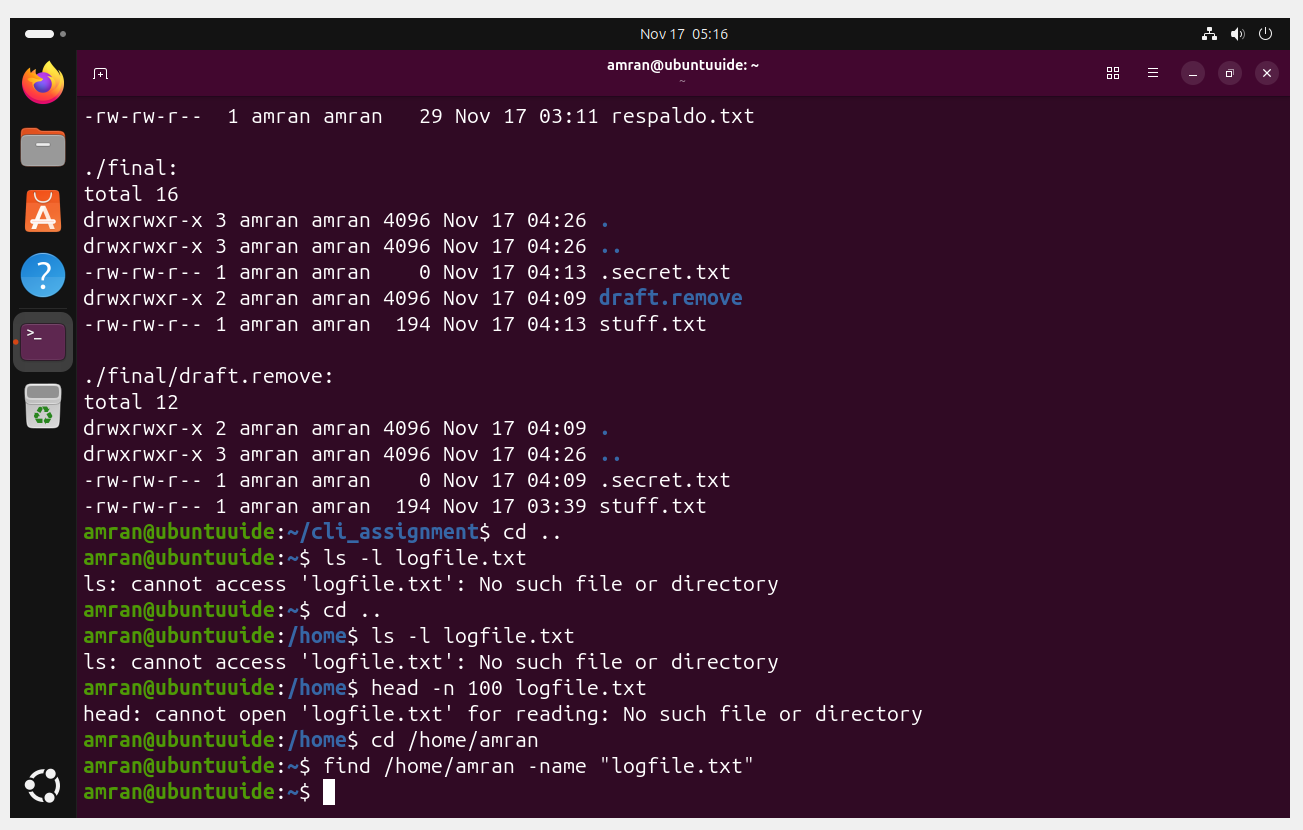 Nov 17 05:16
amran@ubuntuuide: ~
~
-rw-rw-r--  1 amran amran   29 Nov 17 03:11 respaldo.txt

./final:
total 16
drwxrwxr-x 3 amran amran 4096 Nov 17 04:26 .
drwxrwxr-x 3 amran amran 4096 Nov 17 04:26 ..
-rw-rw-r-- 1 amran amran    0 Nov 17 04:13 .secret.txt
drwxrwxr-x 2 amran amran 4096 Nov 17 04:09 draft.remove
-rw-rw-r-- 1 amran amran  194 Nov 17 04:13 stuff.txt

./final/draft.remove:
total 12
drwxrwxr-x 2 amran amran 4096 Nov 17 04:09 .
drwxrwxr-x 3 amran amran 4096 Nov 17 04:26 ..
-rw-rw-r-- 1 amran amran    0 Nov 17 04:09 .secret.txt
-rw-rw-r-- 1 amran amran  194 Nov 17 03:39 stuff.txt
amran@ubuntuuide:~/cli_assignment$ cd ..
amran@ubuntuuide:~$ ls -l logfile.txt
ls: cannot access 'logfile.txt': No such file or directory
amran@ubuntuuide:~$ cd ..
amran@ubuntuuide:/home$ ls -l logfile.txt
ls: cannot access 'logfile.txt': No such file or directory
amran@ubuntuuide:/home$ head -n 100 logfile.txt
head: cannot open 'logfile.txt' for reading: No such file or directory
amran@ubuntuuide:/home$ cd /home/amran
amran@ubuntuuide:~$ find /home/amran -name "logfile.txt"
amran@ubuntuuide:~$